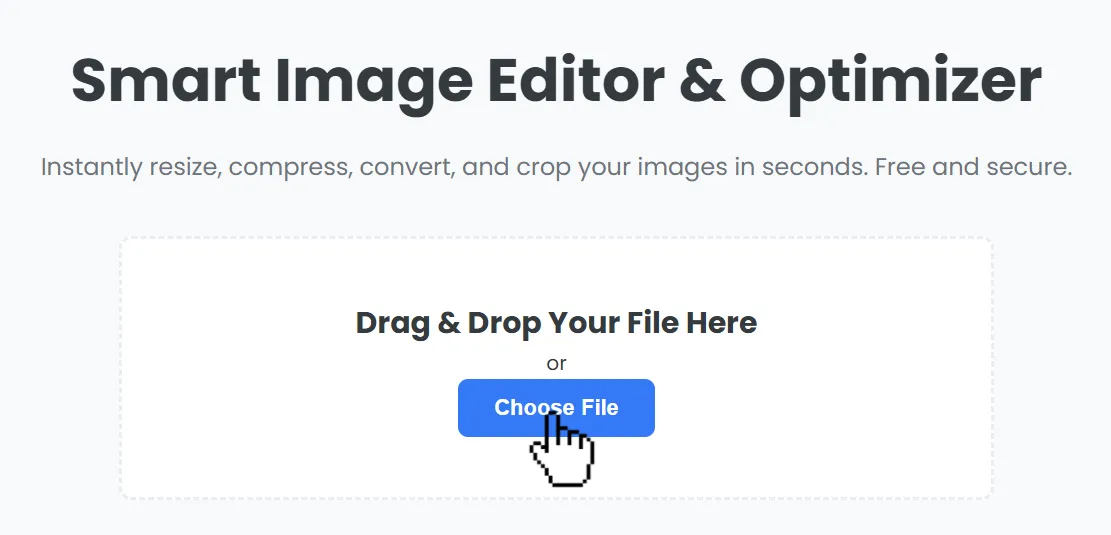 Smart Image Editor & Optimizer
Instantly resize, compress, convert, and crop your images in seconds. Free and secure.
Drag & Drop Your File Here
or
Choose File